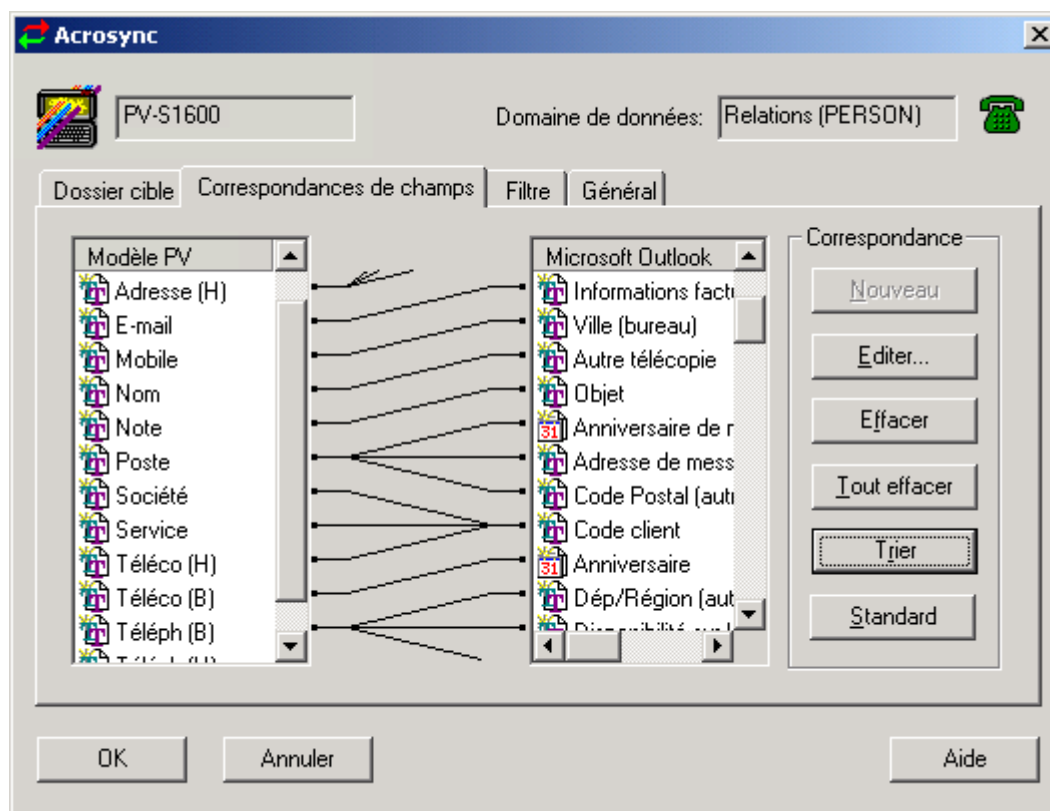 Acrosync
PV-S1600
Domaine de données:
Relations (PERSON)
Dossier cible
Correspondances de champs
Filtre
Général
Modèle PV
Adresse (H)
E-mail
Mobile
Nom
Note
Poste
Société
Service
Téléco (H)
Téléco (B)
Téléph (B)
Microsoft Outlook
Informations factu
Ville (bureau)
Autre télécopie
Objet
Anniversaire de r
Adresse de mess
Code Postal (autr
Code client
Anniversaire
Dép/Région (aut
Correspondance
Nouveau
Editer...
Effacer
Tout effacer
Trier
Standard
OK
Annuler
Aide